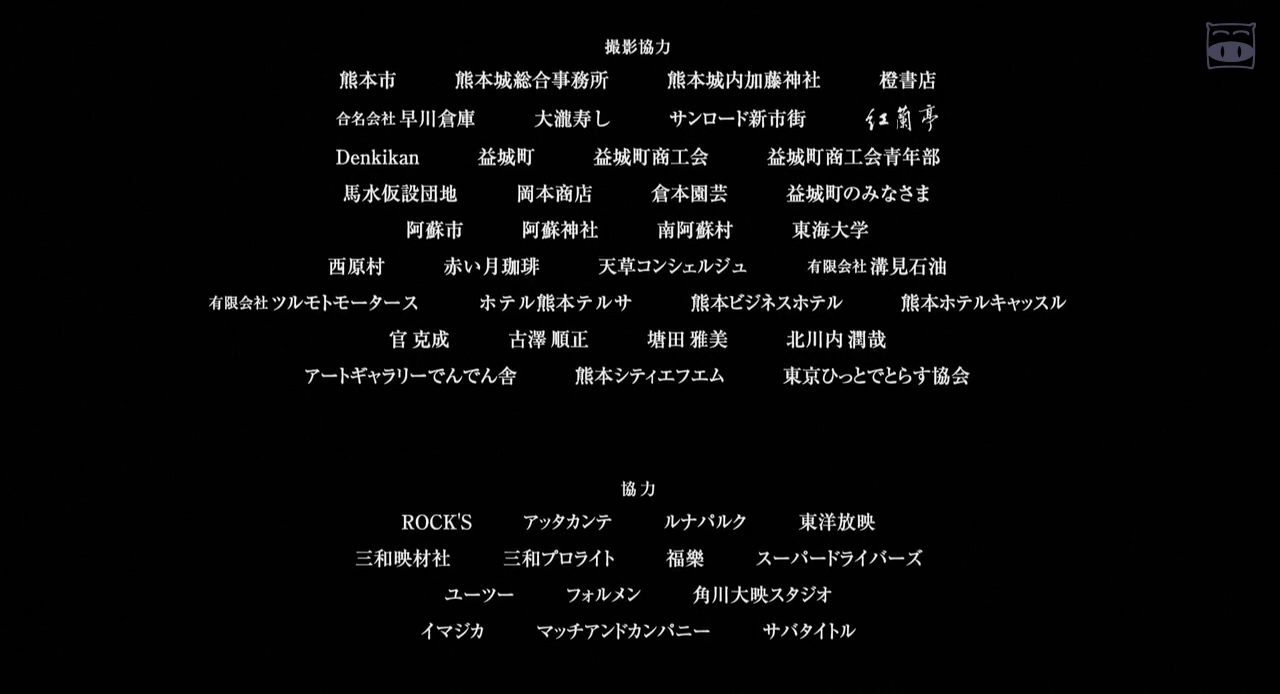 撮影協力
熊本市 熊本城総合事務所 熊本城内加藤神社 橙書店
合名会社 早川倉庫 大瀧寿し サンロード新市街 紅蘭亭
Denkikan 益城町 益城町商工会 益城町商工会青年部
馬水仮設団地 岡本商店 倉本園芸 益城町のみなさま
阿蘇市 阿蘇神社 南阿蘇村 東海大学
西原村 赤い月珈琲 天草コンシェルジュ 有限会社 溝見石油
有限会社 ツルモトモータース ホテル熊本テルサ 熊本ビジネスホテル 熊本ホテルキャッスル
官 克成 古澤 順正 塘田 雅美 北川内 潤哉
アートギャラリーでんでん舎 熊本シティエフエム 東京ひっとでとらす協会
協力
ROCK'S アッタカンテ ルナパルク 東洋放映
三和映材社 三和プロライト 福樂 スーパードライバーズ
ユーツー フォルメン 角川大映スタジオ
イマジカ マッチアンドカンパニー サバタイトル